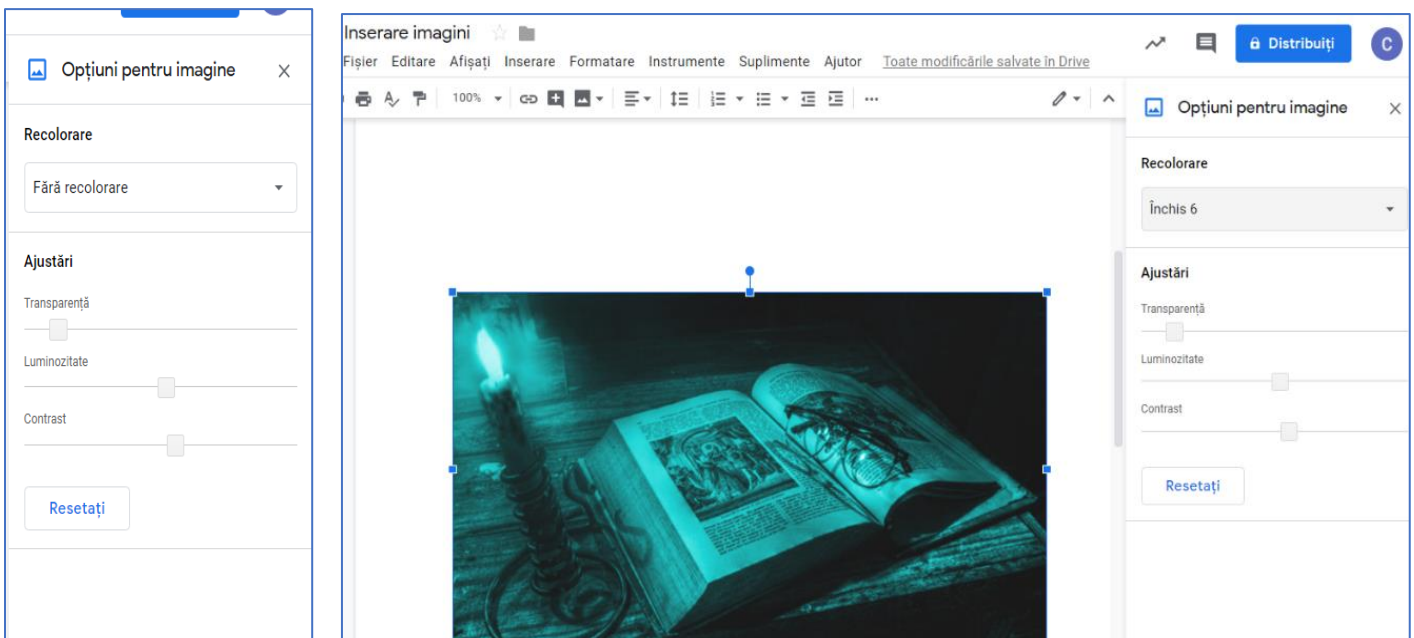 Opțiuni pentru imagine
Recolorare
Fără recolorare
Ajustări
Transparență
Luminozitate
Contrast
Resetați
Inserare imagini
Distribuiți
C
Fișier Editare Afișați Inserare Formatare Instrumente Suplimente Ajutor Toate modificările salvate în Drive
100%
Opțiuni pentru imagine
Recolorare
Închis 6
Ajustări
Transparență
Luminozitate
Contrast
Resetați